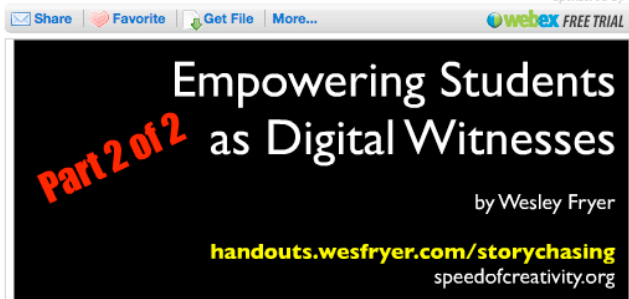 Share Favorite Get File More...
webex FREE TRIAL
Empowering Students
as Digital Witnesses
Part 2 of 2
by Wesley Fryer
handouts.wesfryer.com/storychasing
speedofcreativity.org